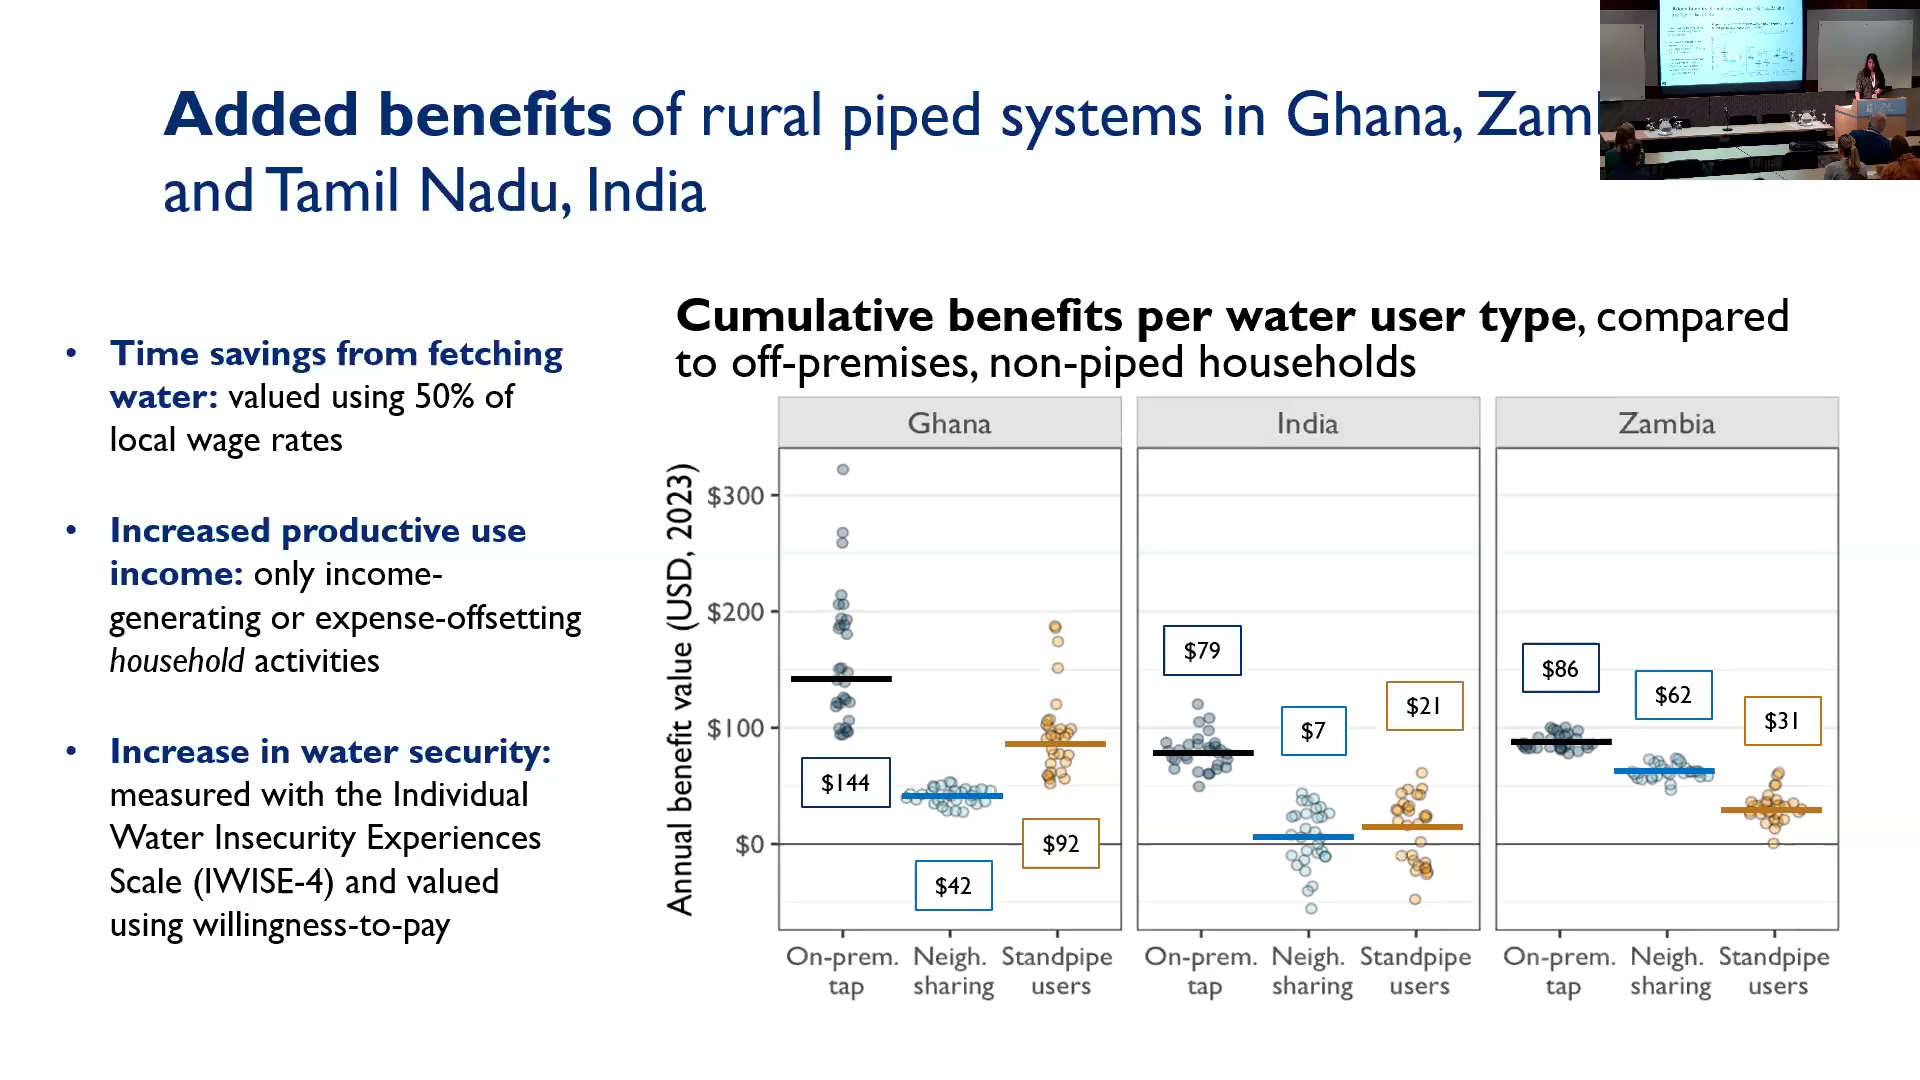 Added benefits of rural piped systems in Ghana, Zam
and Tamil Nadu, India
• Time savings from fetching
water: valued using 50% of
local wage rates
• Increased productive use
income: only income-
generating or expense-offsetting
household activities
• Increase in water security:
measured with the Individual
Water Insecurity Experiences
Scale (IWISE-4) and valued
using willingness-to-pay
Cumulative benefits per water user type, compared
to off-premises, non-piped households
Ghana
India
Zambia
Annual benefit value (USD, 2023)
$300
$200
$100
$0
$144
$42
$92
$79
$7
$21
$86
$62
$31
On-prem. tap
Neigh. sharing
Standpipe users
On-prem. tap
Neigh. sharing
Standpipe users
On-prem. tap
Neigh. sharing
Standpipe users